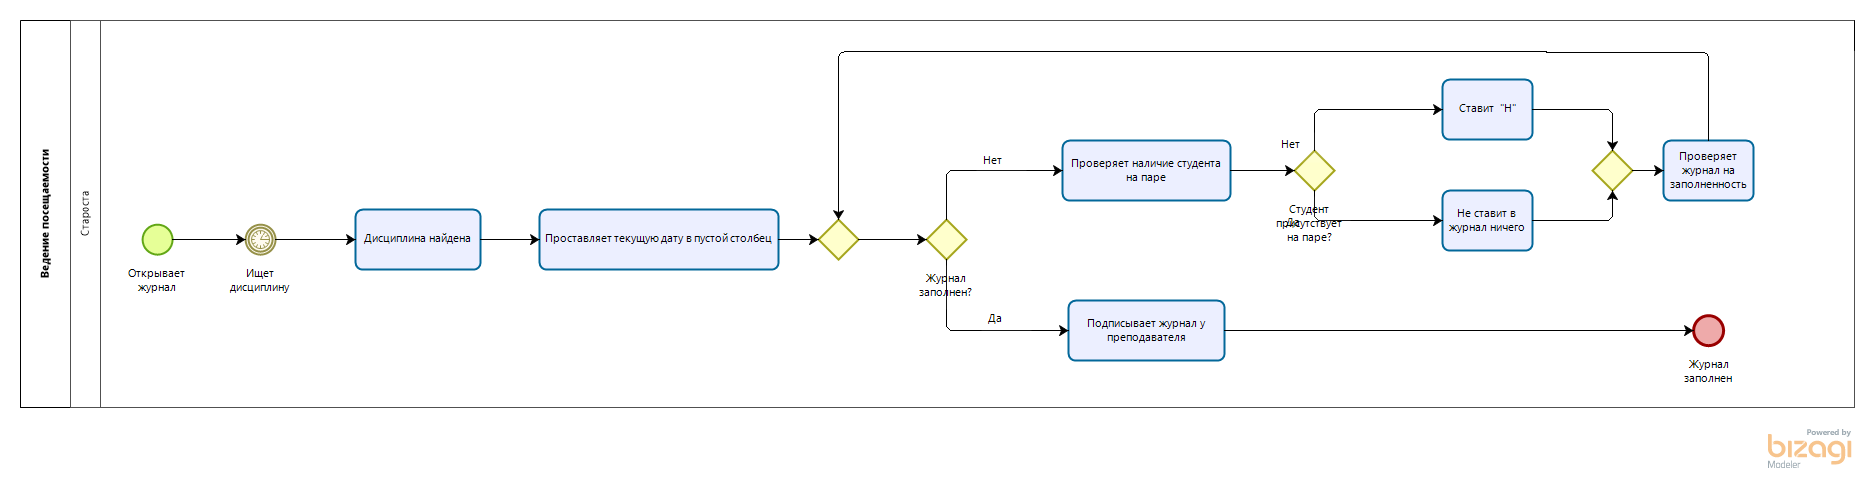 Ведение посещаемости
Староста
Открывает
журнал
Ищет
дисциплину
Дисциплина найдена
Проставляет текущую дату в пустой столбец
Журнал
заполнен?
Нет
Проверяет наличие студента
на паре
Нет
Студент
присутствует
на паре?
Да
Ставит "Н"
Не ставит в
журнал ничего
Проверяет
журнал на
заполненность
Да
Подписывает журнал у
преподавателя
Журнал
заполнен
Powered by
bizagi
Modeler